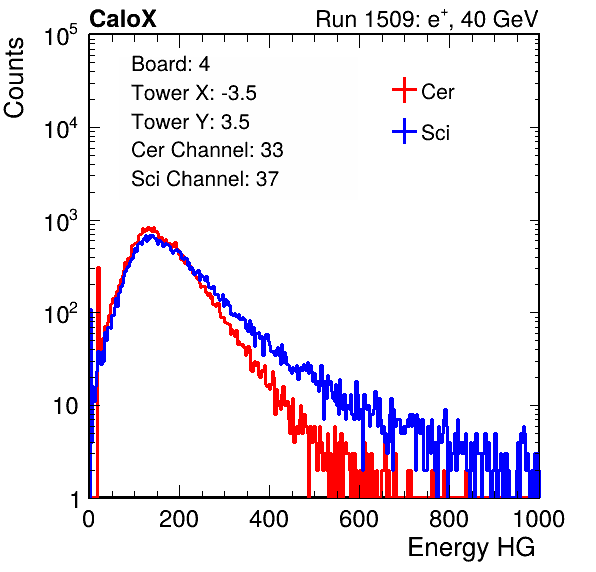 CaloX Run 1509: e⁺, 40 GeV
Counts
Board: 4
Tower X: -3.5
Tower Y: 3.5
Cer Channel: 33
Sci Channel: 37
Cer
Sci
10⁵
10⁴
10³
10²
10
1
0 200 400 600 800 1000
Energy HG